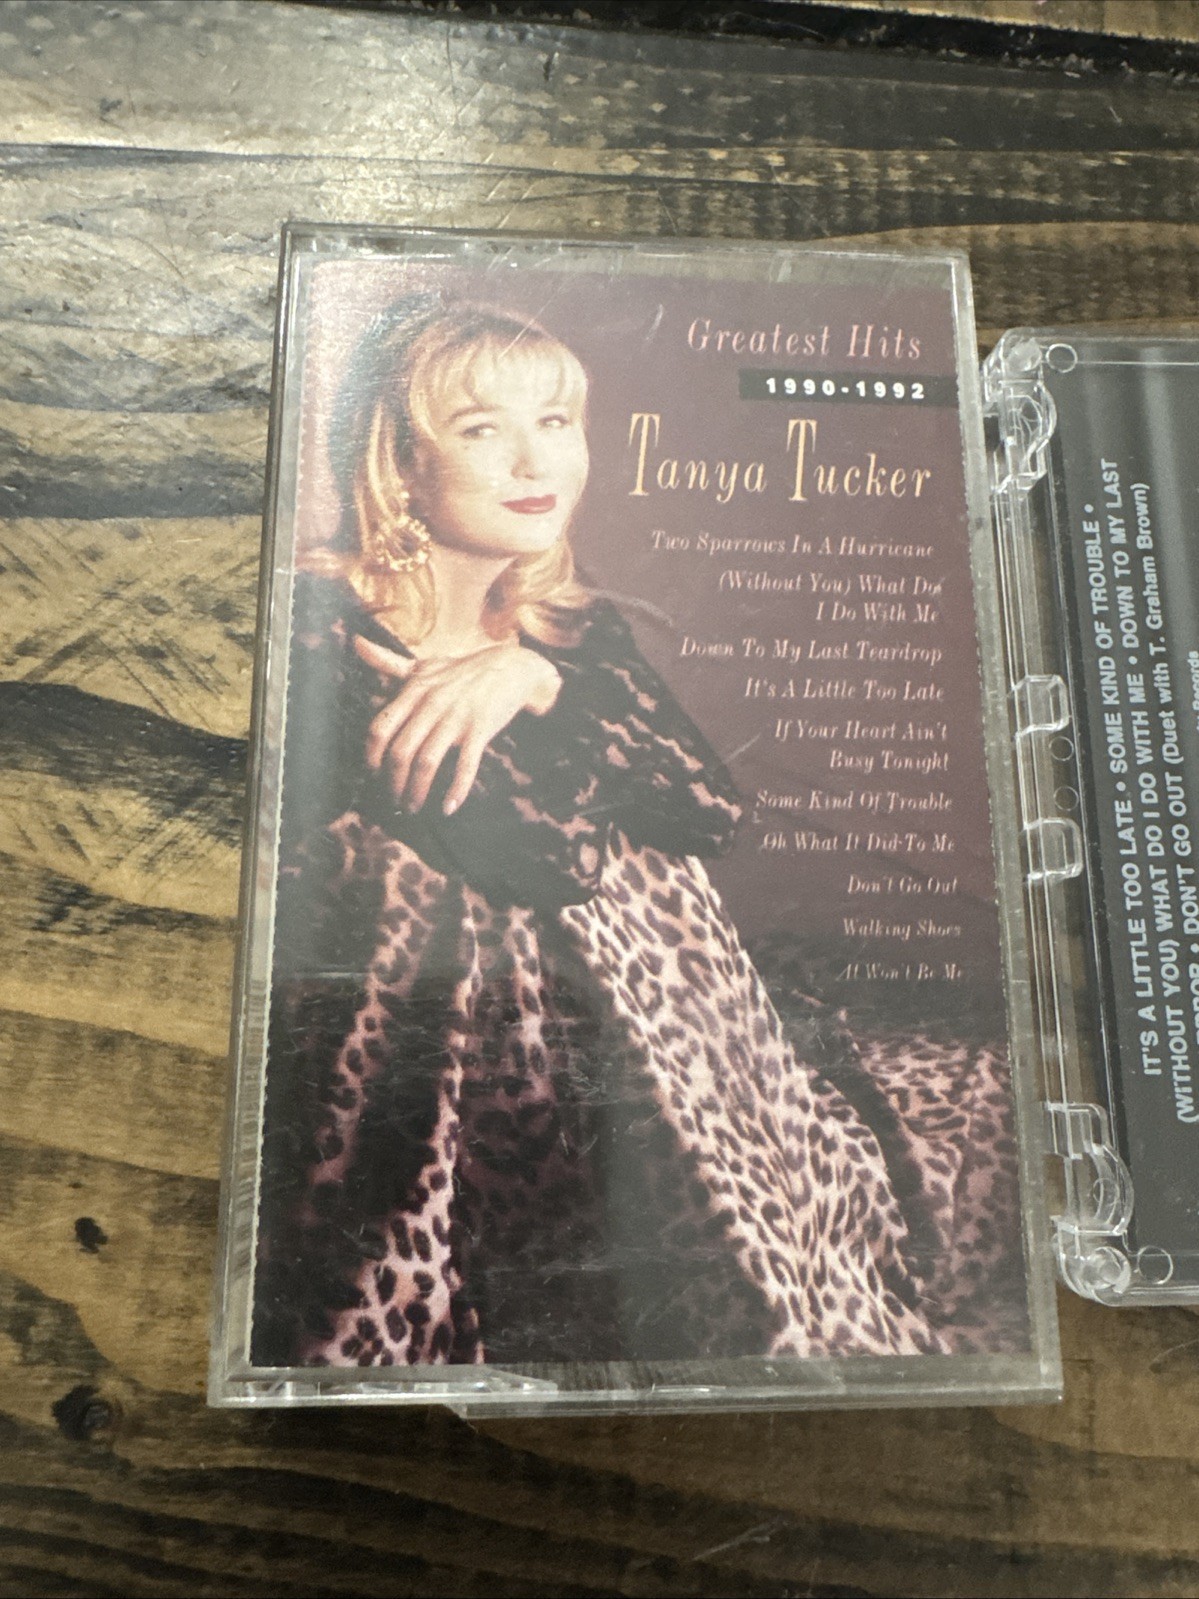 Greatest Hits
1990-1992
Tanya Tucker
Two Sparrows In A Hurricane
(Without You) What Do
I Do With Me
Down To My Last Teardrop
It's A Little Too Late
If Your Heart Ain't
Busy Tonight
Some Kind Of Trouble
Oh What It Did To Me
Don't Go Out
Walking Shoes
It Won't Be Me
IT'S A LITTLE TOO LATE • SOME KIND OF TROUBLE •
(WITHOUT YOU) WHAT DO I DO WITH ME • DOWN TO MY LAST
• DON'T GO OUT (Duet with T. Graham Brown)
Records